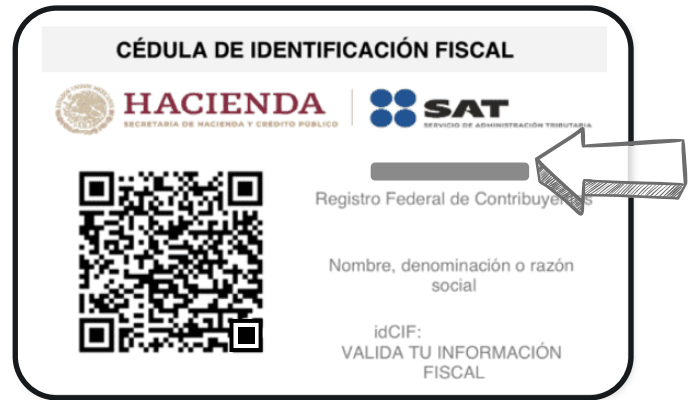 CÉDULA DE IDENTIFICACIÓN FISCAL
HACIENDA
SECRETARÍA DE HACIENDA Y CRÉDITO PÚBLICO
SAT
SERVICIO DE ADMINISTRACIÓN TRIBUTARIA
Registro Federal de Contribuyentes
Nombre, denominación o razón
social
idCIF:
VALIDA TU INFORMACIÓN
FISCAL